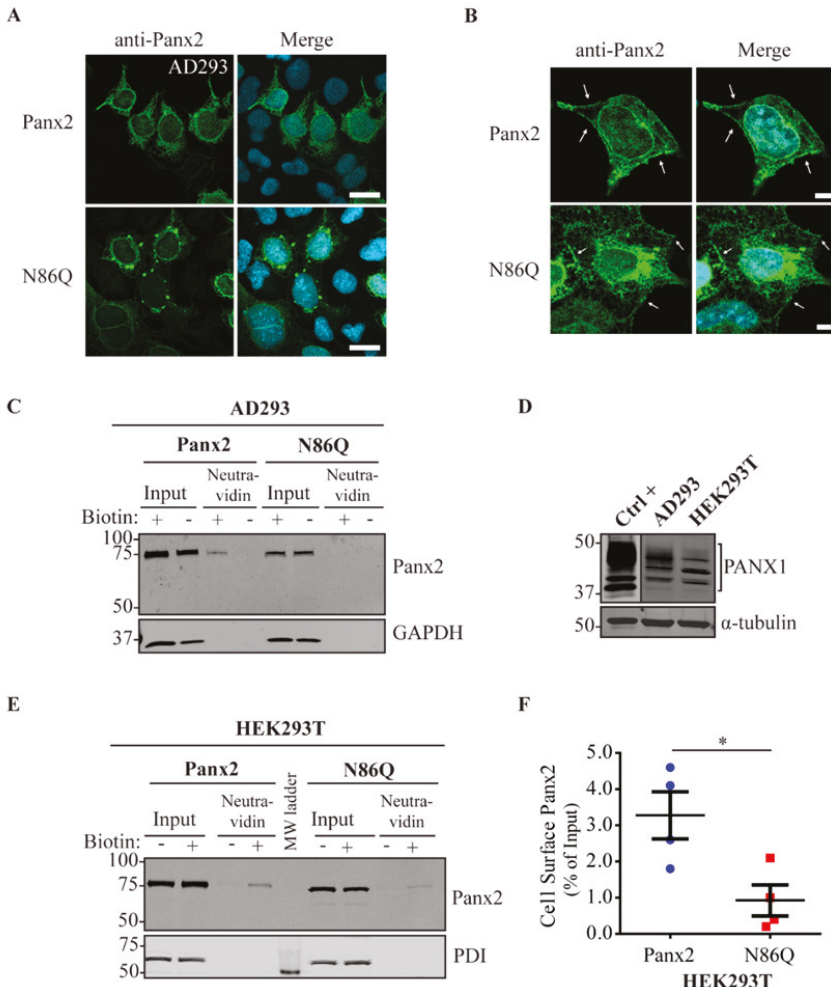 A
anti-Panx2 Merge
AD293
Panx2
N86Q
B
anti-Panx2 Merge
Panx2
N86Q
C
AD293
Panx2 N86Q
Input Neutra-vidin Input Neutra-vidin
Biotin: + - + - + - + -
100
75
Panx2
50
37
GAPDH
D
Ctrl + AD293 HEK293T
50
PANX1
37
50
α-tubulin
E
HEK293T
Panx2 MW ladder N86Q
Input Neutra-vidin Input Neutra-vidin
Biotin: - + - + - + - +
100
75
Panx2
50
75
PDI
50
F
*
Cell Surface Panx2
(% of Input)
5.0
4.0
3.0
2.0
1.0
0.0
Panx2 N86Q
HEK293T